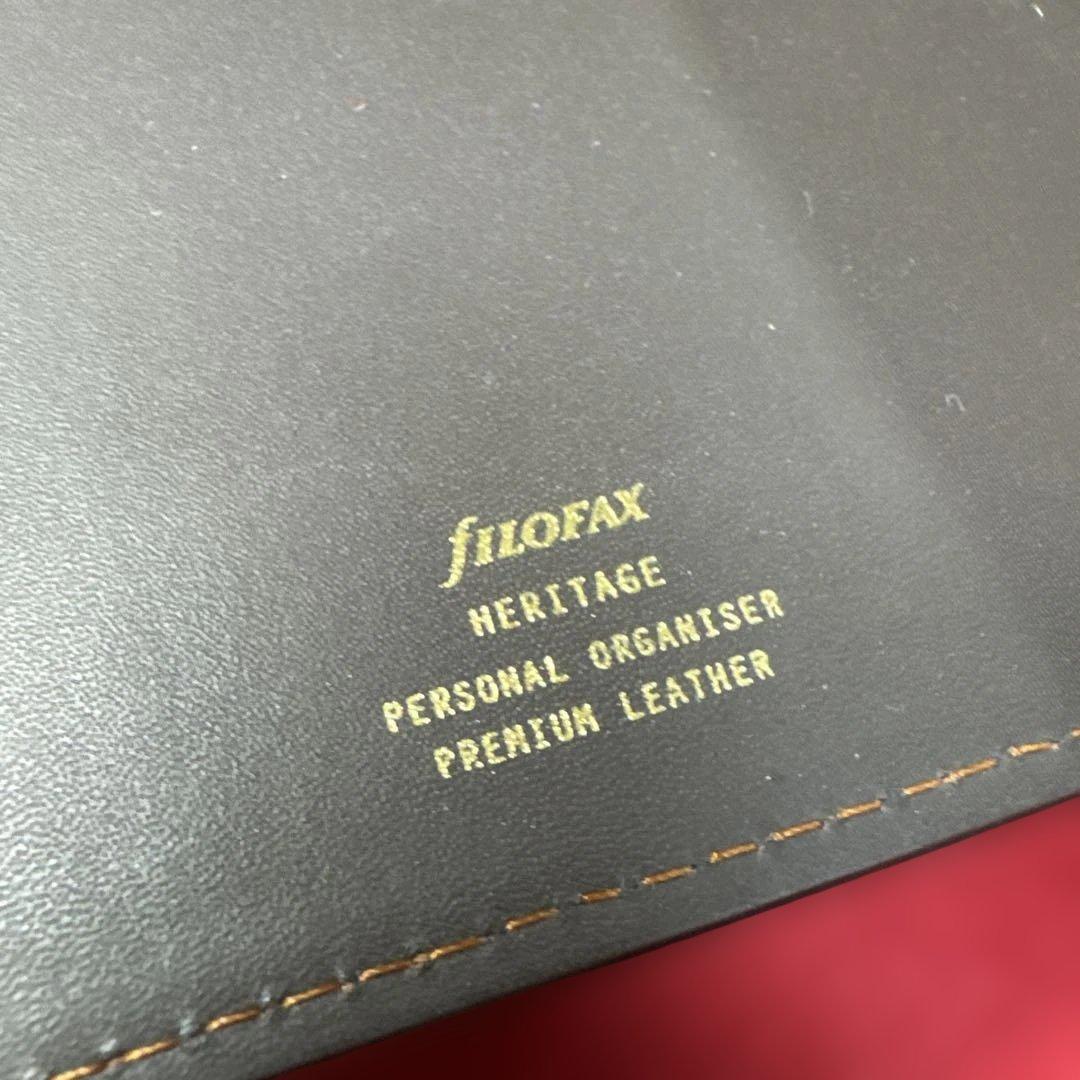 fILOFAX
HERITAGE
PERSONAL ORGANISER
PREMIUM LEATHER